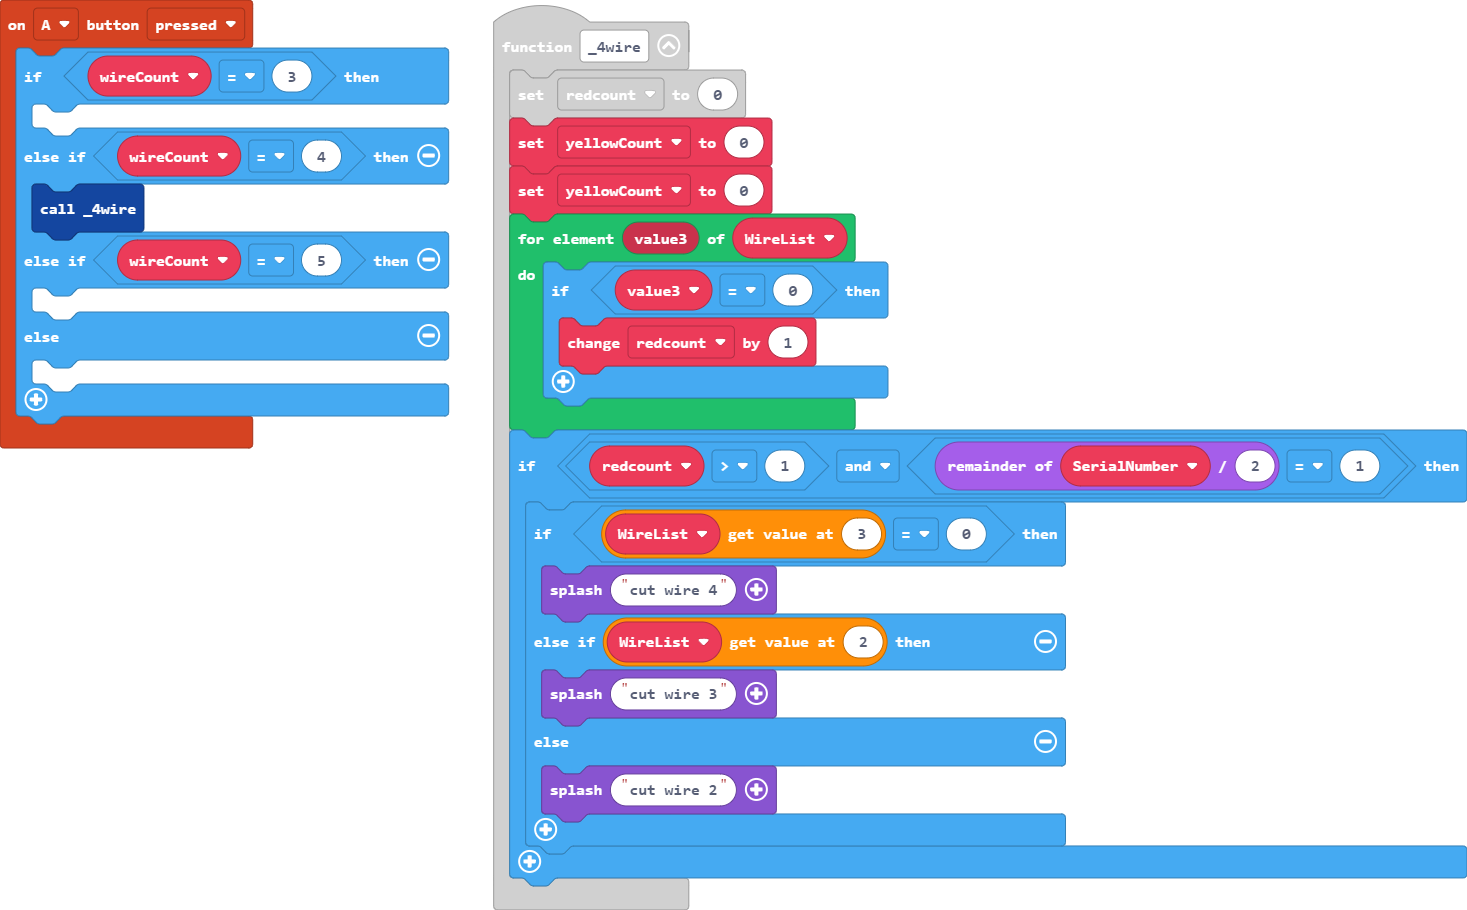 on A button pressed
if wireCount = 3 then
else if wireCount = 4 then
call _4wire
else if wireCount = 5 then
else
function _4wire
set redcount to 0
set yellowCount to 0
set yellowCount to 0
for element value3 of WireList
do
if value3 = 0 then
change redcount by 1
if redcount > 1 and remainder of SerialNumber / 2 = 1 then
if WireList get value at 3 = 0 then
splash "cut wire 4"
else if WireList get value at 2 then
splash "cut wire 3"
else
splash "cut wire 2"